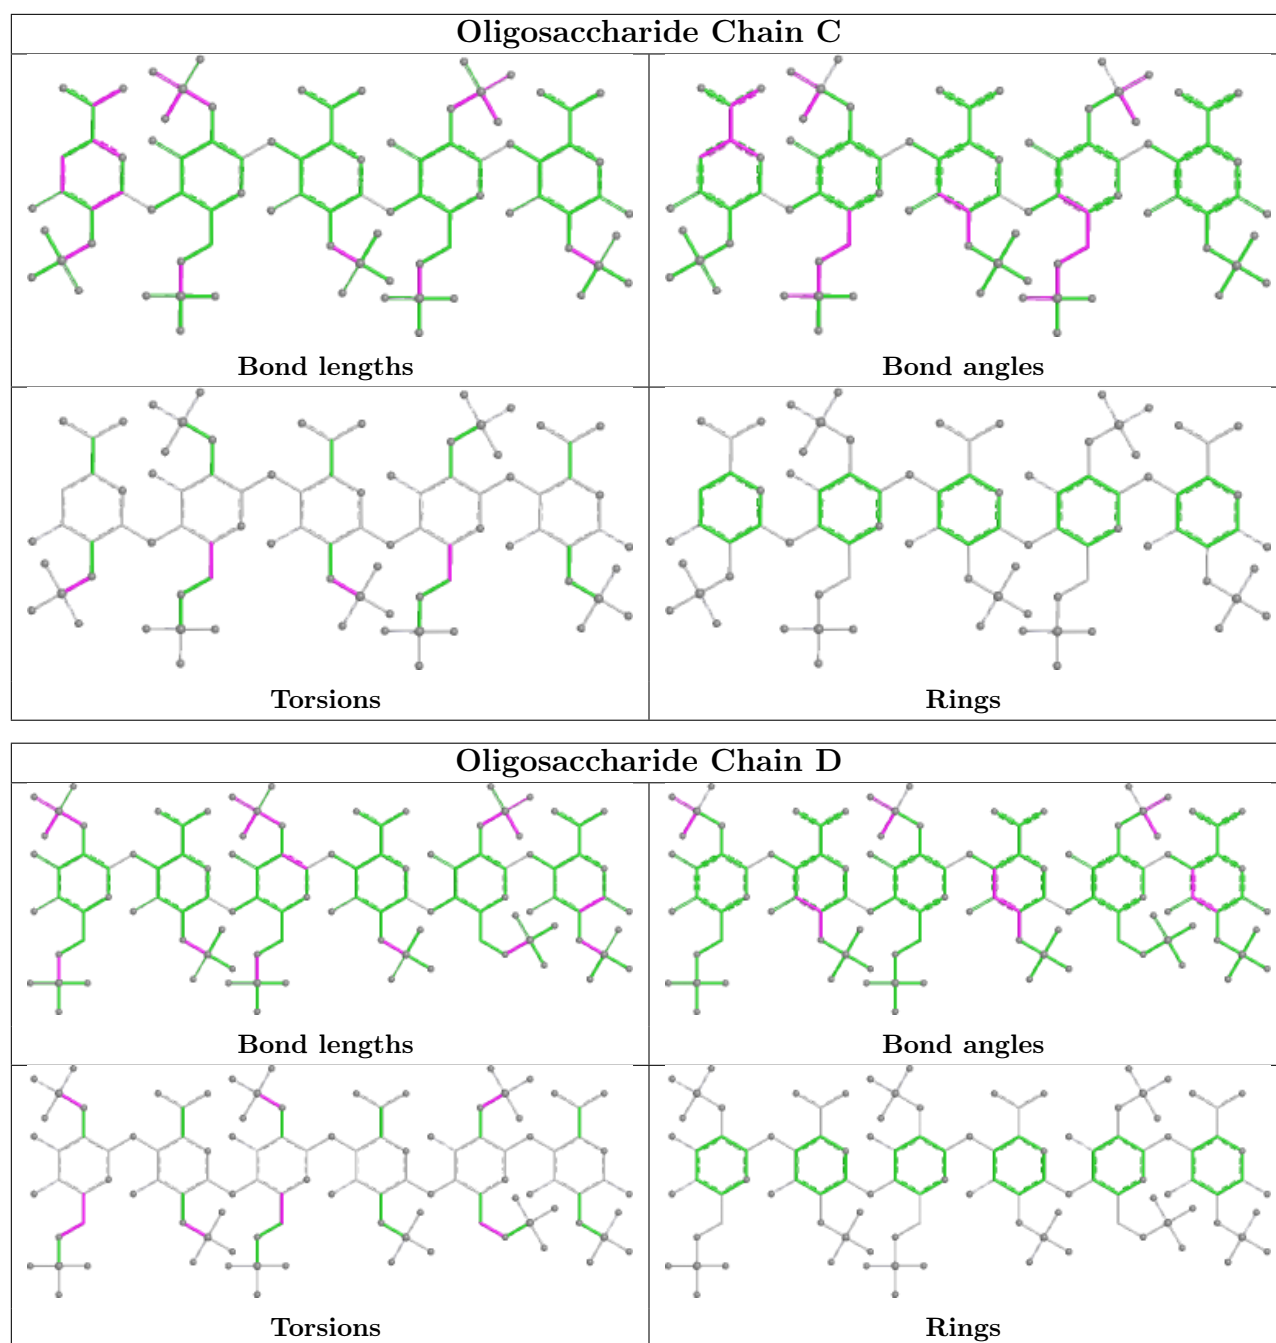 Oligosaccharide Chain C
Bond lengths
Bond angles
Torsions
Rings
Oligosaccharide Chain D
Bond lengths
Bond angles
Torsions
Rings